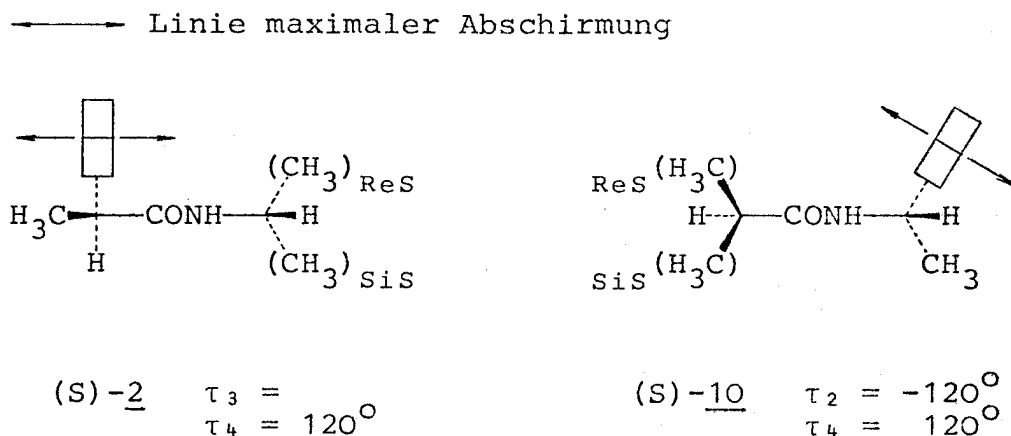 Linie maximaler Abschirmung
(CH3)ReS
H3C CONH H
H (CH3)SiS
ReS(H3C)
H CONH H
SiS(H3C) CH3
(S)-2 τ3 =
τ4 = 120°
(S)-10 τ2 = -120°
τ4 120°